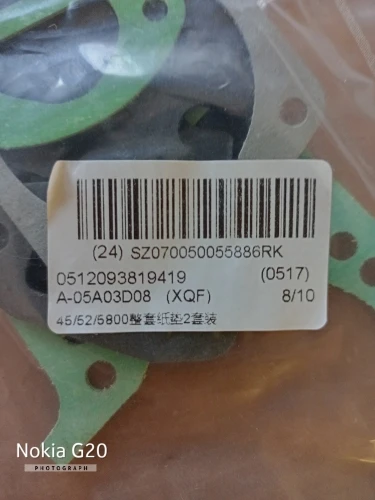 (24) SZ070050055886RK
0512093819419 (0517)
A-05A03D08 (XQF) 8/10
45/52/5800整套纸垫2套装
Nokia G20
PHOTOGRAPH